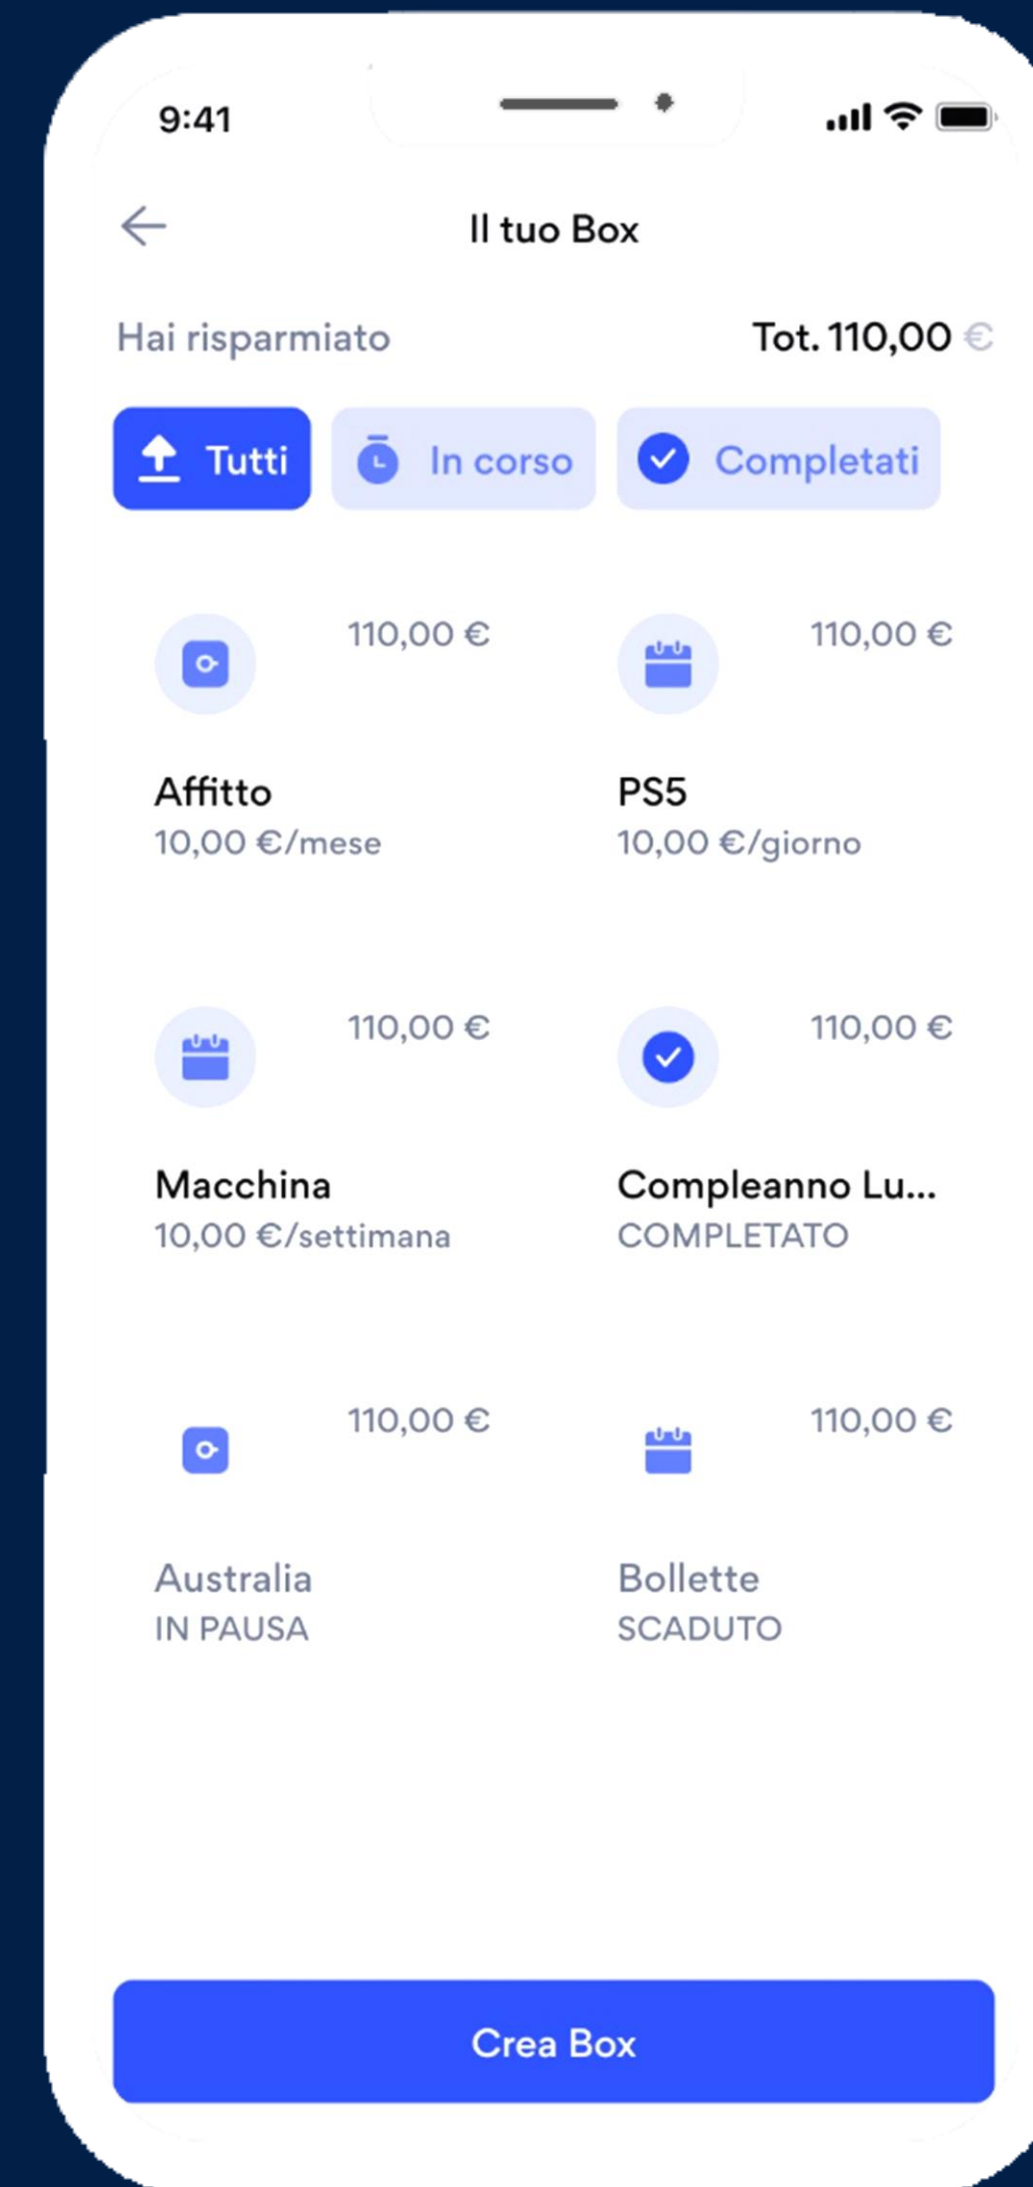 9:41
Il tuo Box
Hai risparmiato
Tot. 110,00 €
Tutti
In corso
Completati
110,00 €
110,00 €
Affitto
10,00 €/mese
PS5
10,00 €/giorno
110,00 €
110,00 €
Macchina
10,00 €/settimana
Compleanno Lu...
COMPLETATO
110,00 €
110,00 €
Australia
IN PAUSA
Bollette
SCADUTO
Crea Box